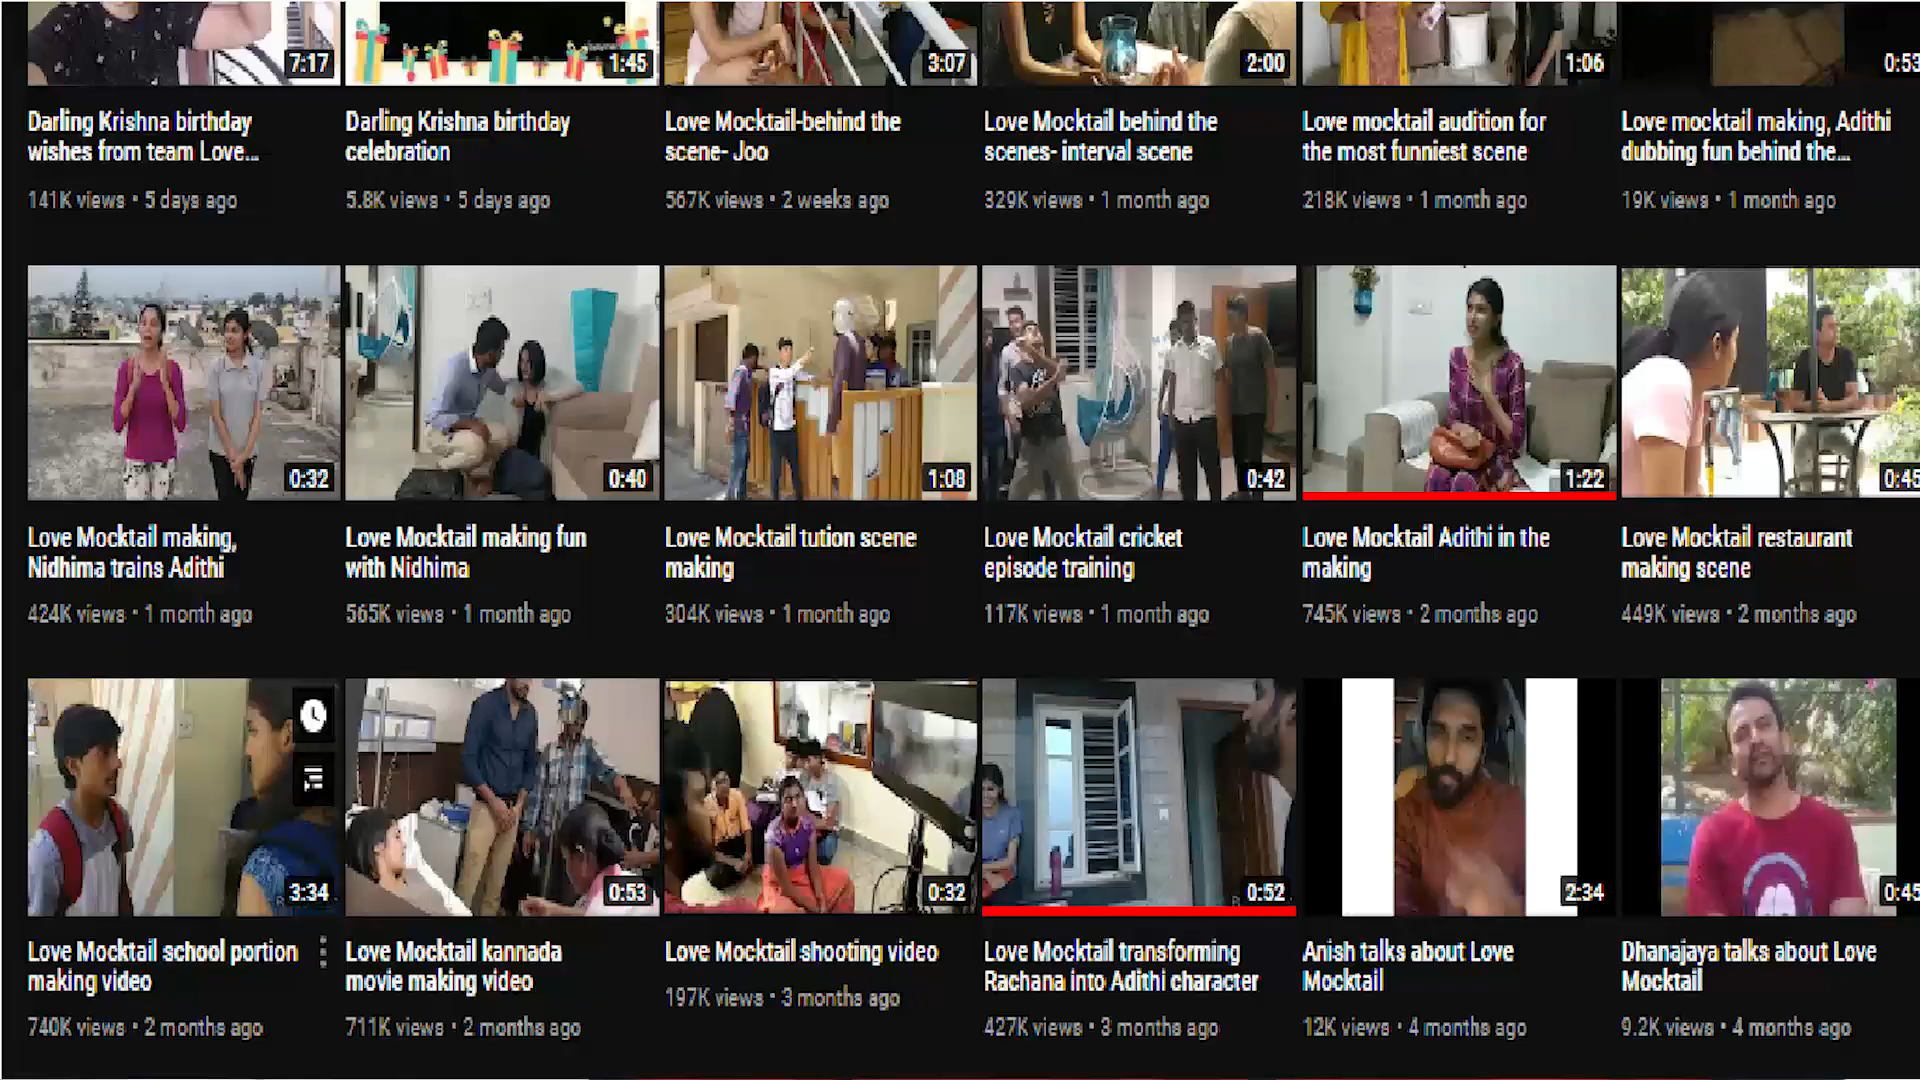 7:17
1:45
3:07
2:00
1:06
0:53
Darling Krishna birthday
wishes from team Love...
141K views • 5 days ago
Darling Krishna birthday
celebration
5.8K views • 5 days ago
Love Mocktail-behind the
scene- Joo
567K views • 2 weeks ago
Love Mocktail behind the
scenes- interval scene
329K views • 1 month ago
Love mocktail audition for
the most funniest scene
218K views • 1 month ago
Love mocktail making, Adithi
dubbing fun behind the...
19K views • 1 month ago
0:32
0:40
1:08
0:42
1:22
0:45
Love Mocktail making,
Nidhima trains Adithi
424K views • 1 month ago
Love Mocktail making fun
with Nidhima
565K views • 1 month ago
Love Mocktail tution scene
making
304K views • 1 month ago
Love Mocktail cricket
episode training
117K views • 1 month ago
Love Mocktail Adithi in the
making
745K views • 2 months ago
Love Mocktail restaurant
making scene
449K views • 2 months ago
3:34
0:53
0:32
0:52
2:34
0:45
Love Mocktail school portion
making video
740K views • 2 months ago
Love Mocktail kannada
movie making video
711K views • 2 months ago
Love Mocktail shooting video
197K views • 3 months ago
Love Mocktail transforming
Rachana into Adithi character
427K views • 3 months ago
Anish talks about Love
Mocktail
12K views • 4 months ago
Dhanajaya talks about Love
Mocktail
9.2K views • 4 months ago